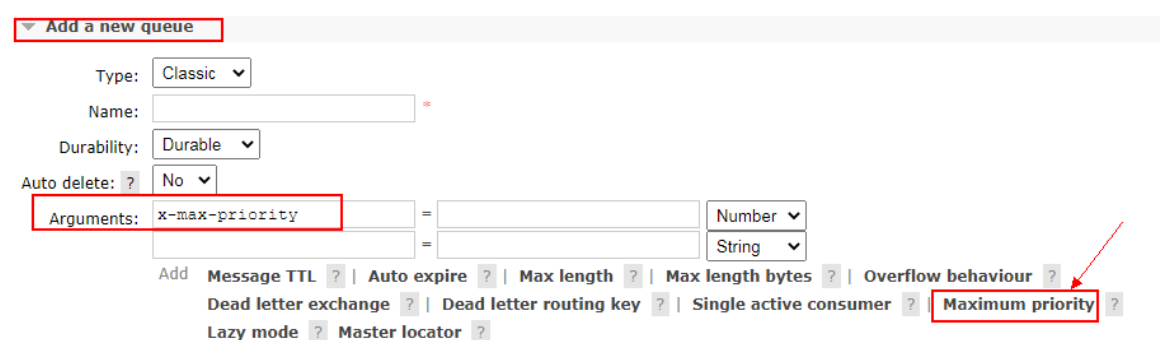 Add a new queue
Type: Classic
Name: *
Durability: Durable
Auto delete: ? No
Arguments: x-max-priority = Number
= String
Add Message TTL ? | Auto expire ? | Max length ? | Max length bytes ? | Overflow behaviour ?
Dead letter exchange ? | Dead letter routing key ? | Single active consumer ? | Maximum priority ?
Lazy mode ? Master locator ?